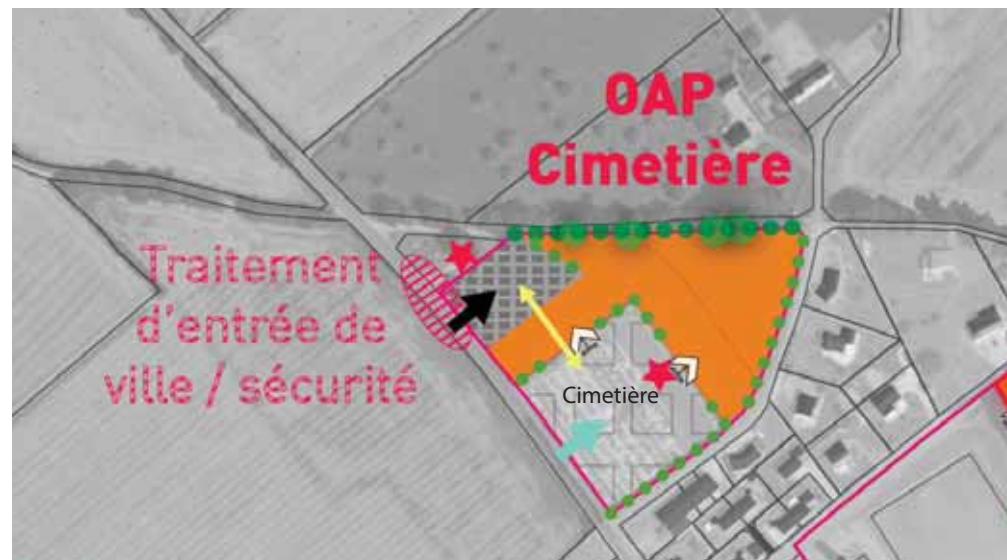 OAP
Cimetière
Traitement
d'entrée de
ville / sécurité
Cimetière